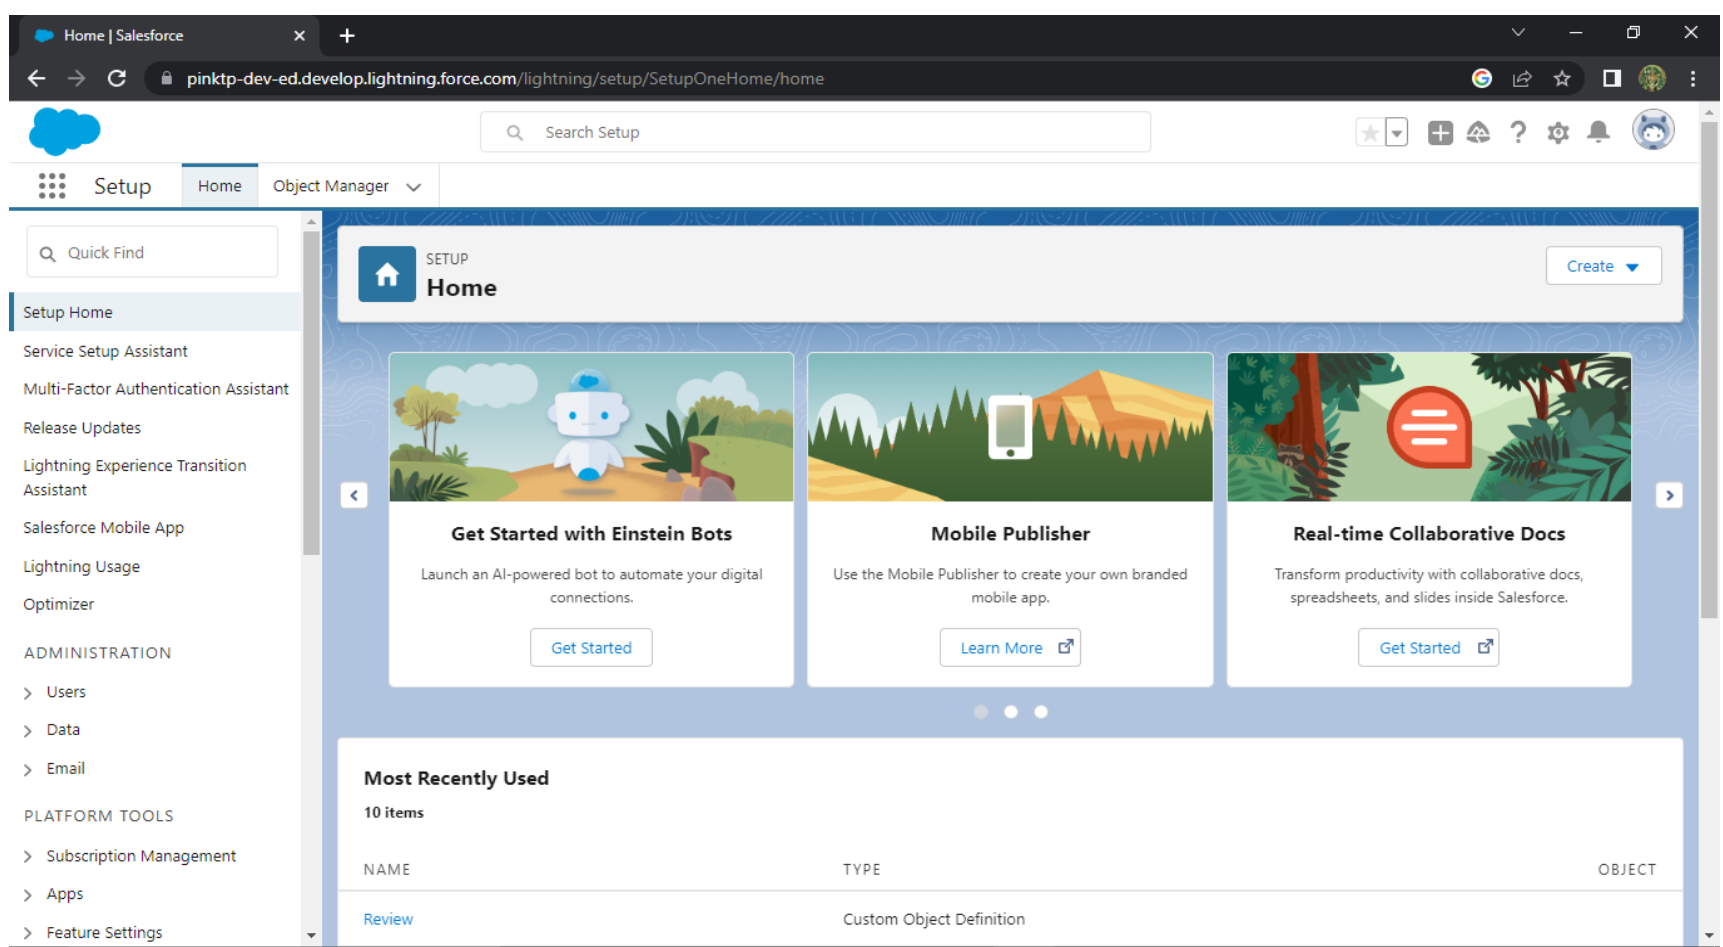 Home | Salesforce
pinktp-dev-ed.develop.lightning.force.com/lightning/setup/SetupOneHome/home
Search Setup
Setup
Home
Object Manager
Quick Find
Setup Home
Service Setup Assistant
Multi-Factor Authentication Assistant
Release Updates
Lightning Experience Transition
Assistant
Salesforce Mobile App
Lightning Usage
Optimizer
ADMINISTRATION
Users
Data
Email
PLATFORM TOOLS
Subscription Management
Apps
Feature Settings
SETUP
Home
Create
Get Started with Einstein Bots
Launch an AI-powered bot to automate your digital
connections.
Get Started
Mobile Publisher
Use the Mobile Publisher to create your own branded
mobile app.
Learn More
Real-time Collaborative Docs
Transform productivity with collaborative docs,
spreadsheets, and slides inside Salesforce.
Get Started
Most Recently Used
10 items
NAME TYPE OBJECT
Review Custom Object Definition